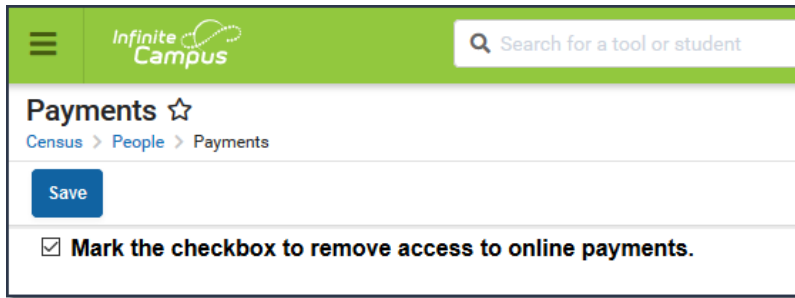 Infinite
Campus
Search for a tool or student
Payments
Census > People > Payments
Save
Mark the checkbox to remove access to online payments.